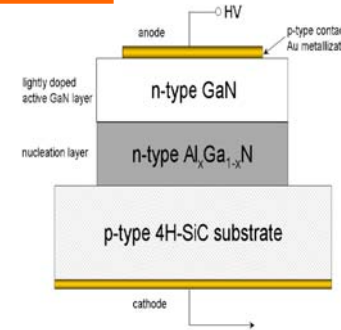 HV
anode
p-type contac
Au metallizat
lightly doped
active GaN layer
n-type GaN
nucleation layer
n-type AlxGa1-xN
p-type 4H-SiC substrate
cathode